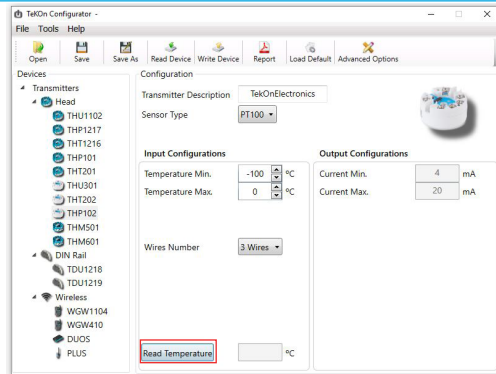 TeKOn Configurator -
File Tools Help
Open Save Save As Read Device Write Device Report Load Default Advanced Options
Devices
Transmitters
Head
THU1102
THP1217
THT1216
THP101
THT201
THU301
THT202
THP102
THM501
THM601
DIN Rail
TDU1218
TDU1219
Wireless
WGW1104
WGW410
DUOS
PLUS
Configuration
Transmitter Description TekOnElectronics
Sensor Type PT100
Input Configurations
Temperature Min. -100 ºC
Temperature Max. 0 ºC
Wires Number 3 Wires
Read Temperature ºC
Output Configurations
Current Min. 4 mA
Current Max. 20 mA